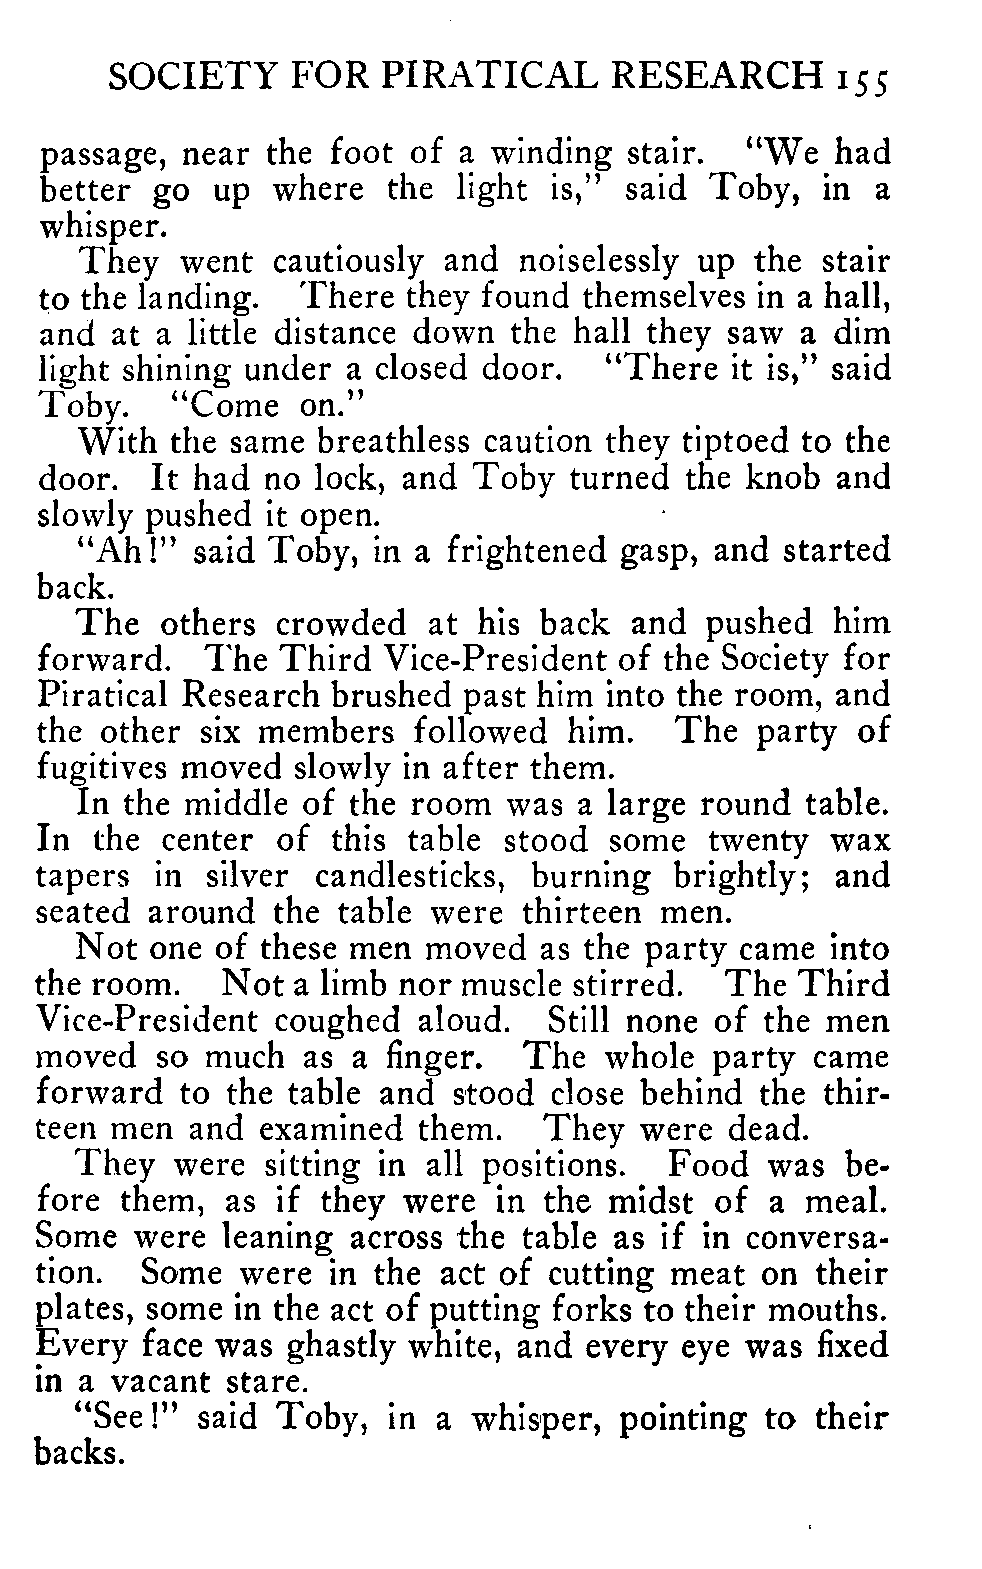 SOCIETY FOR PIRATICAL RESEARCH 155
passage, near the foot of a winding stair. "We had
better go up where the light is," said Toby, in a
whisper.
They went cautiously and noiselessly up the stair
to the landing. There they found themselves in a hall,
and at a little distance down the hall they saw a dim
light shining under a closed door. "There it is," said
Toby. "Come on."
With the same breathless caution they tiptoed to the
door. It had no lock, and Toby turned the knob and
slowly pushed it open.
"Ah!" said Toby, in a frightened gasp, and started
back.
The others crowded at his back and pushed him
forward. The Third Vice-President of the Society for
Piratical Research brushed past him into the room, and
the other six members followed him. The party of
fugitives moved slowly in after them.
In the middle of the room was a large round table.
In the center of this table stood some twenty wax
tapers in silver candlesticks, burning brightly; and
seated around the table were thirteen men.
Not one of these men moved as the party came into
the room. Not a limb nor muscle stirred. The Third
Vice-President coughed aloud. Still none of the men
moved so much as a finger. The whole party came
forward to the table and stood close behind the thir-
teen men and examined them. They were dead.
They were sitting in all positions. Food was be-
fore them, as if they were in the midst of a meal.
Some were leaning across the table as if in conversa-
tion. Some were in the act of cutting meat on their
plates, some in the act of putting forks to their mouths.
Every face was ghastly white, and every eye was fixed
in a vacant stare.
"See!" said Toby, in a whisper, pointing to their
backs.